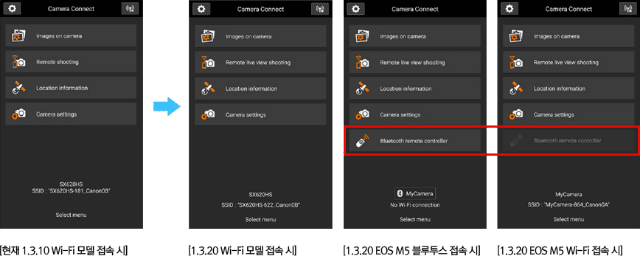 Camera Connect
Images on camera
Remote shooting
Location information
Camera settings
SX620HS
SSID : "SX620HS-181_Canon0B"
Select menu
[현재 1.3.10 Wi-Fi 모델 접속 시]
Camera Connect
Images on camera
Remote live view shooting
Location information
Camera settings
SX620HS
SSID : "SX620HS-622_Canon0B"
Select menu
[1.3.20 Wi-Fi 모델 접속 시]
Camera Connect
Images on camera
Remote live view shooting
Location information
Camera settings
Bluetooth remote controller
MyCamera
No Wi-Fi connection
Select menu
[1.3.20 EOS M5 블루투스 접속 시]
Camera Connect
Images on camera
Remote live view shooting
Location information
Camera settings
Bluetooth remote controller
MyCamera
SSID : "MyCamera-864_Canon0A"
Select menu
[1.3.20 EOS M5 Wi-Fi 접속 시]